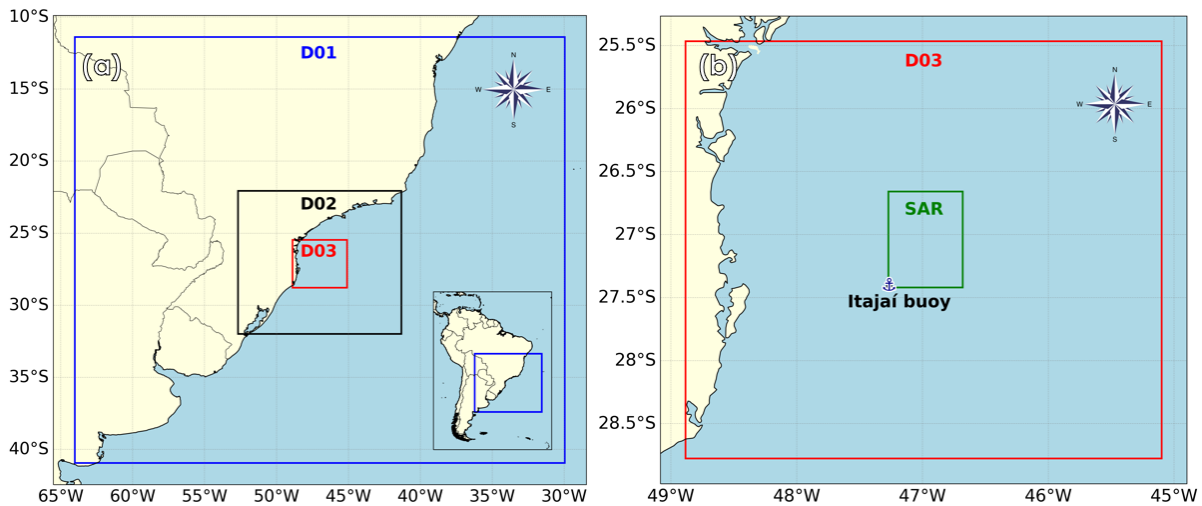 10°S
15°S
20°S
25°S
30°S
35°S
40°S
65°W 60°W 55°W 50°W 45°W 40°W 35°W 30°W
(a)
D01
N
W E
S
D02
D03
25.5°S
26°S
26.5°S
27°S
27.5°S
28°S
28.5°S
49°W 48°W 47°W 46°W 45°W
(b)
D03
N
W E
S
SAR
Itajaí buoy